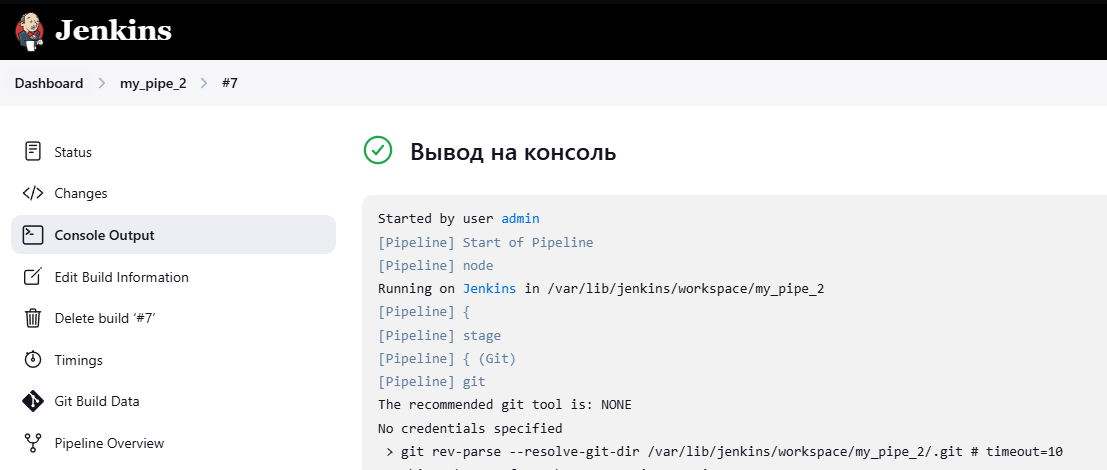 Jenkins
Dashboard > my_pipe_2 > #7
Status
Changes
Console Output
Edit Build Information
Delete build ‘#7’
Timings
Git Build Data
Pipeline Overview
Вывод на консоль
Started by user admin
[Pipeline] Start of Pipeline
[Pipeline] node
Running on Jenkins in /var/lib/jenkins/workspace/my_pipe_2
[Pipeline] {
[Pipeline] stage
[Pipeline] { (Git)
[Pipeline] git
The recommended git tool is: NONE
No credentials specified
> git rev-parse --resolve-git-dir /var/lib/jenkins/workspace/my_pipe_2/.git # timeout=10